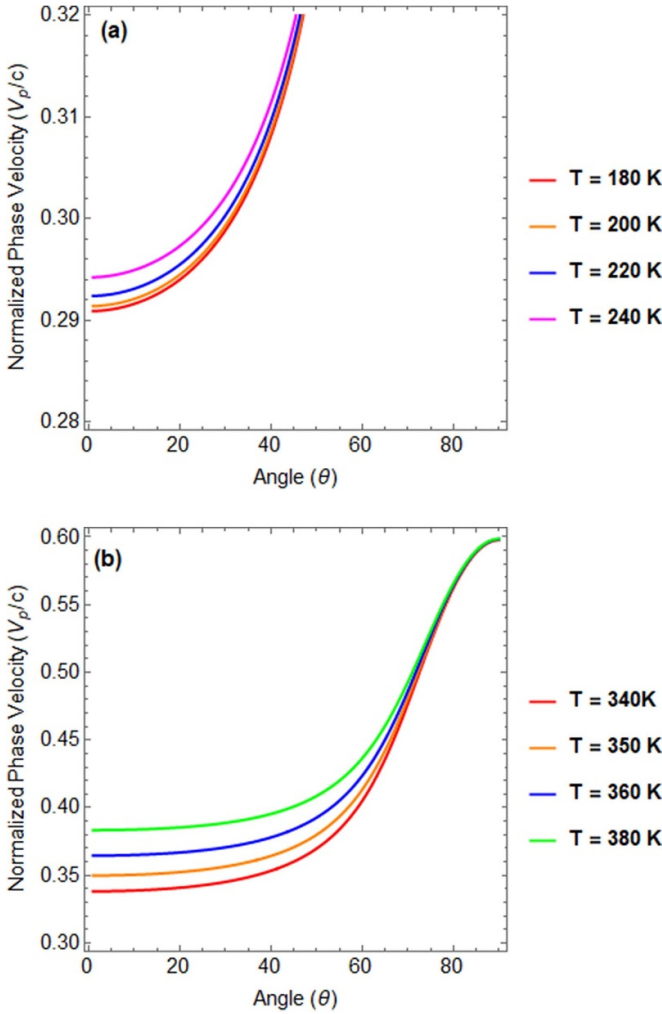 (a)
Normalized Phase Velocity (Vp/c)
0.32
0.31
0.30
0.29
0.28
0 20 40 60 80
Angle (θ)
T = 180 K
T = 200 K
T = 220 K
T = 240 K
(b)
Normalized Phase Velocity (Vp/c)
0.60
0.55
0.50
0.45
0.40
0.35
0.30
0 20 40 60 80
Angle (θ)
T = 340K
T = 350 K
T = 360 K
T = 380 K